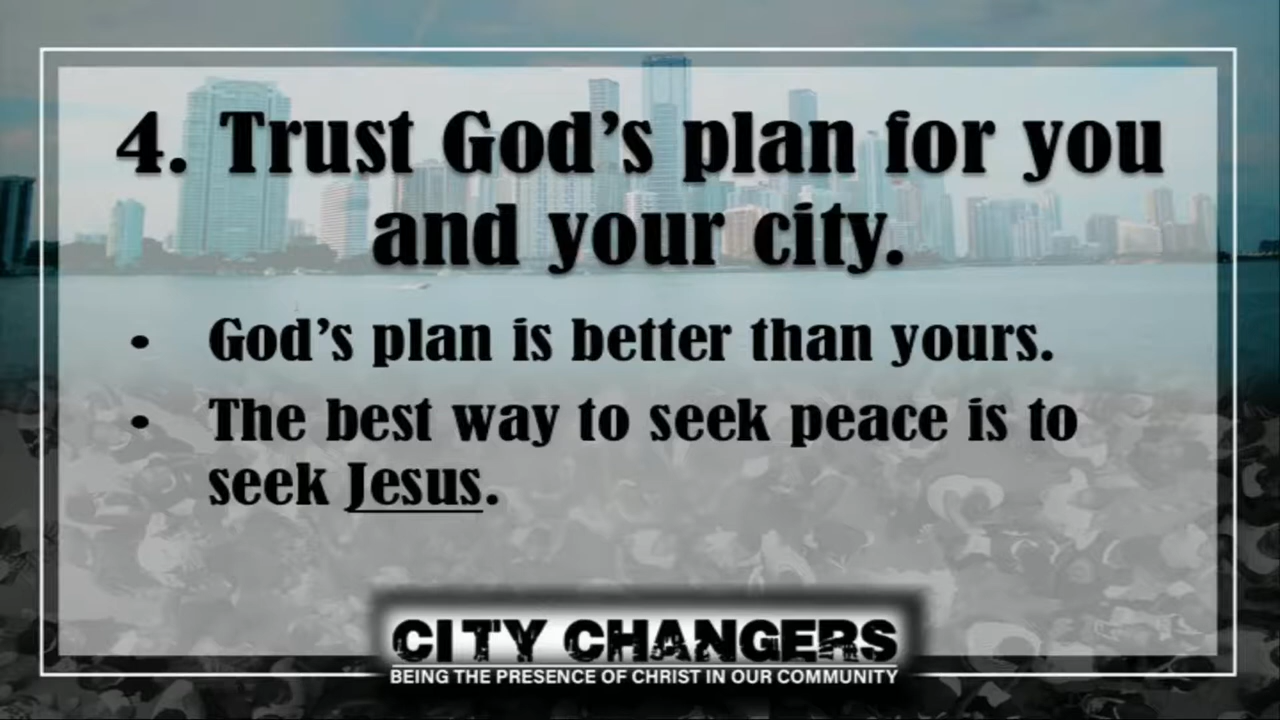 4. Trust God’s plan for you
and your city.
• God’s plan is better than yours.
• The best way to seek peace is to
seek Jesus.
CITY CHANGERS
BEING THE PRESENCE OF CHRIST IN OUR COMMUNITY